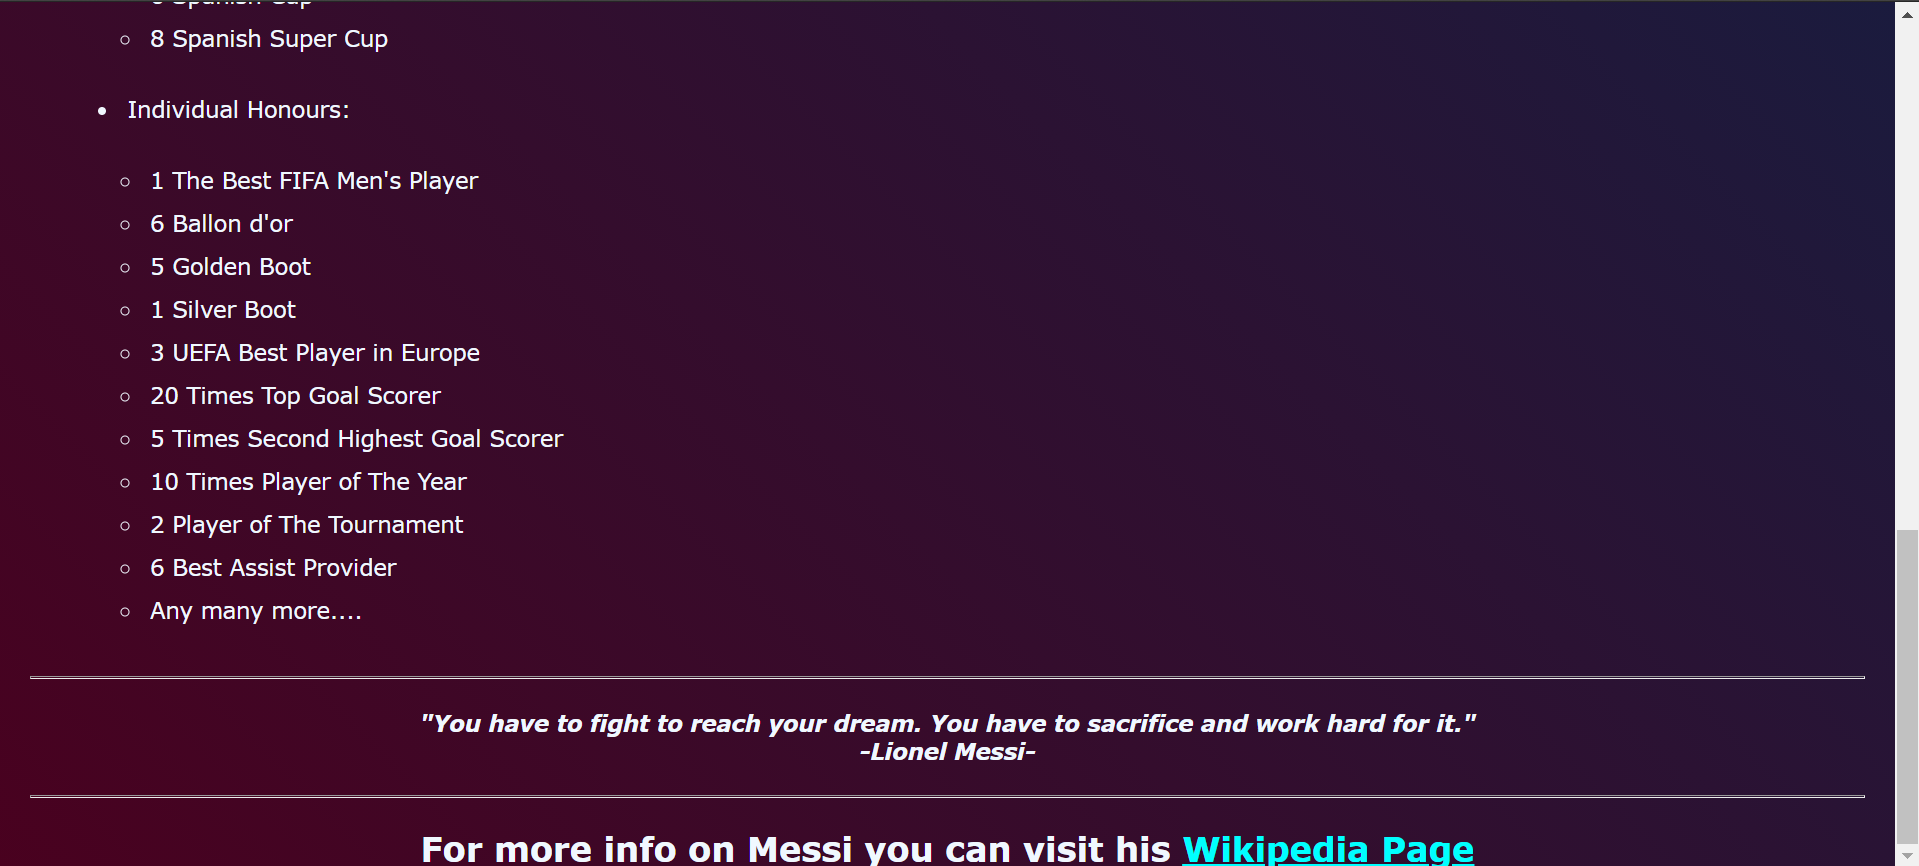 Spanish Cup
8 Spanish Super Cup
Individual Honours:
1 The Best FIFA Men's Player
6 Ballon d'or
5 Golden Boot
1 Silver Boot
3 UEFA Best Player in Europe
20 Times Top Goal Scorer
5 Times Second Highest Goal Scorer
10 Times Player of The Year
2 Player of The Tournament
6 Best Assist Provider
Any many more....
"You have to fight to reach your dream. You have to sacrifice and work hard for it."
-Lionel Messi-
For more info on Messi you can visit his Wikipedia Page